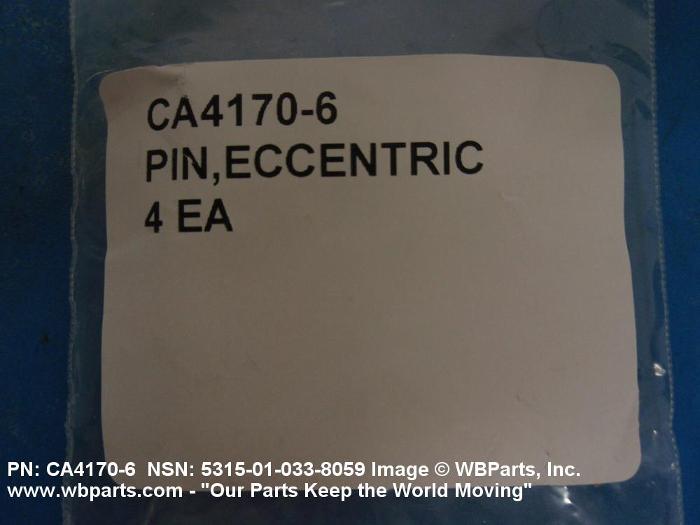 CA4170-6
PIN,ECCENTRIC
4 EA
PN: CA4170-6 NSN: 5315-01-033-8059 Image © WBParts, Inc.
www.wbparts.com - "Our Parts Keep the World Moving"